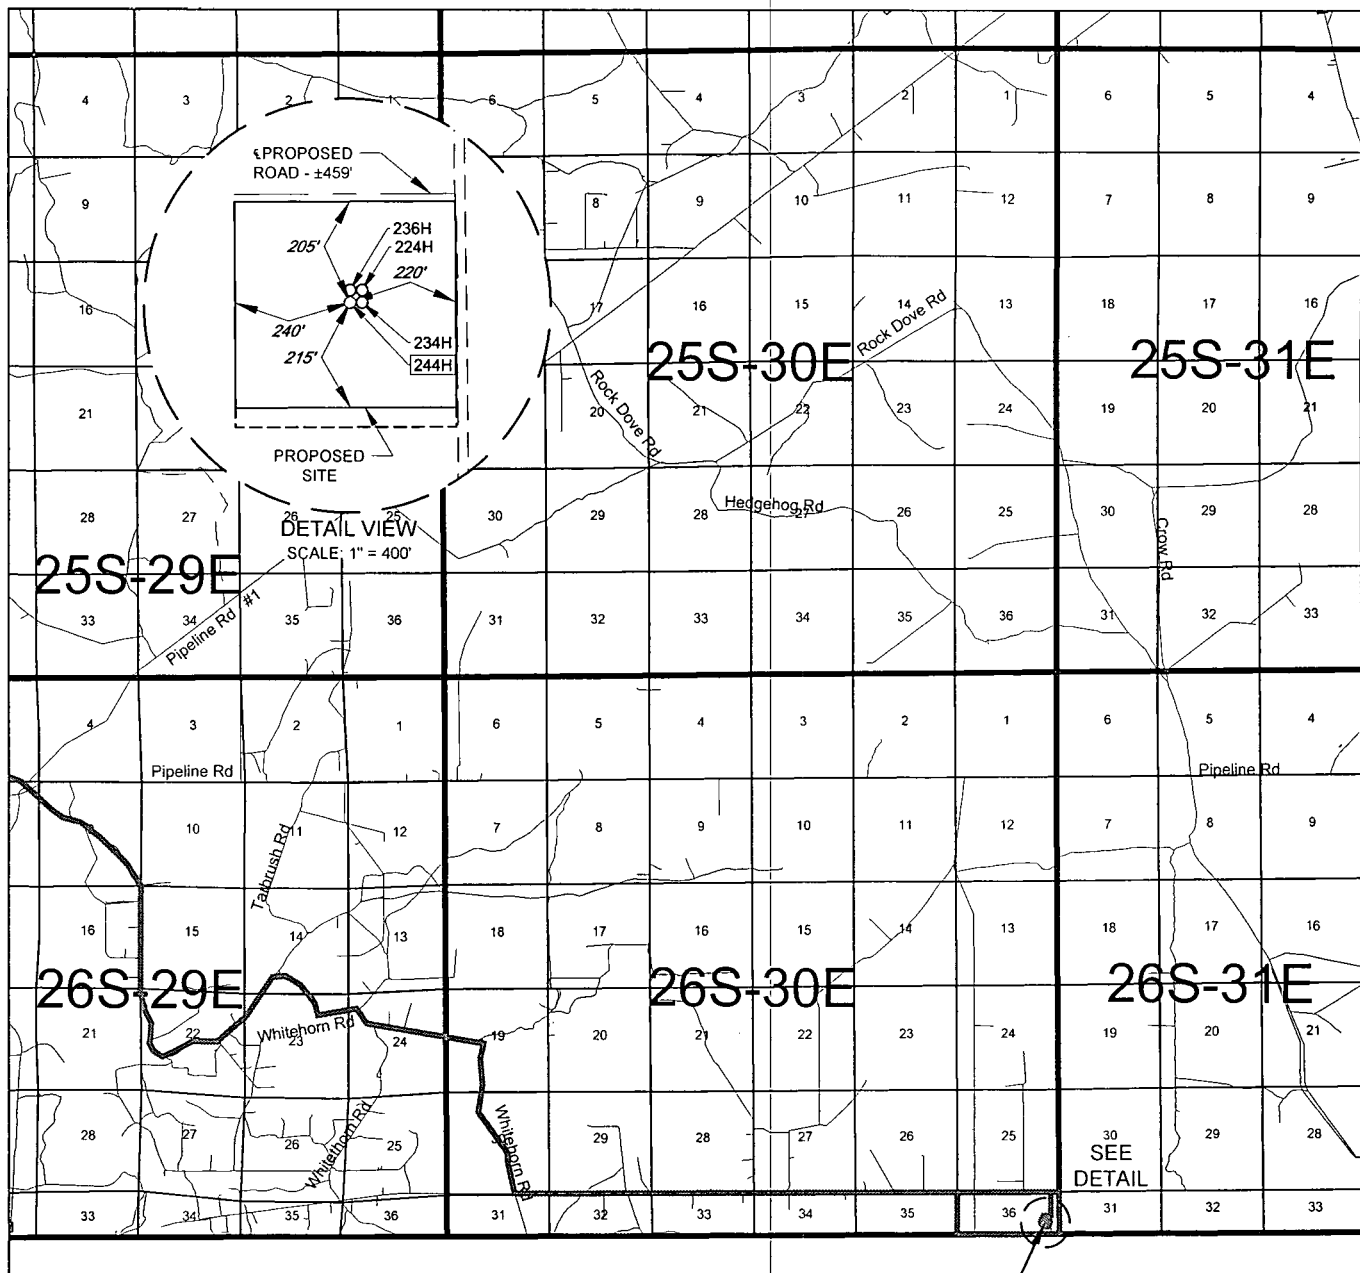 4 3 2 1 6 5 4 3 2 1 6 5 4
℄PROPOSED
ROAD - ±459'
9 8 9 10 11 12 7 8 9
236H
224H
205'
220'
240'
215'
234H
244H
PROPOSED
SITE
DETAIL VIEW
SCALE: 1" = 400'
16 17 16 15 14 13 18 17 16
Rock Dove Rd
25S-30E
25S-31E
21 20 21 22 23 24 19 20 21
Rock Dove Rd
Hedgehog Rd
28 27 26 25 30 29 28 27 26 25 30 29 28
Crow Rd
25S-29E
Pipeline Rd #1
33 34 35 36 31 32 33 34 35 36 31 32 33
4 3 2 1 6 5 4 3 2 1 6 5 4
Pipeline Rd
Pipeline Rd
10 11 12 7 8 9 10 11 12 7 8 9
Tarbrush Rd
16 15 14 13 18 17 16 15 14 13 18 17 16
26S-29E
26S-30E
26S-31E
21 22 23 24 19 20 21 22 23 24 19 20 21
Whitehorn Rd
28 27 26 25 29 28 27 26 25 30 29 28
Whitethorn Rd
Whitehorn Rd
SEE
DETAIL
33 34 35 36 31 32 33 34 35 36 31 32 33